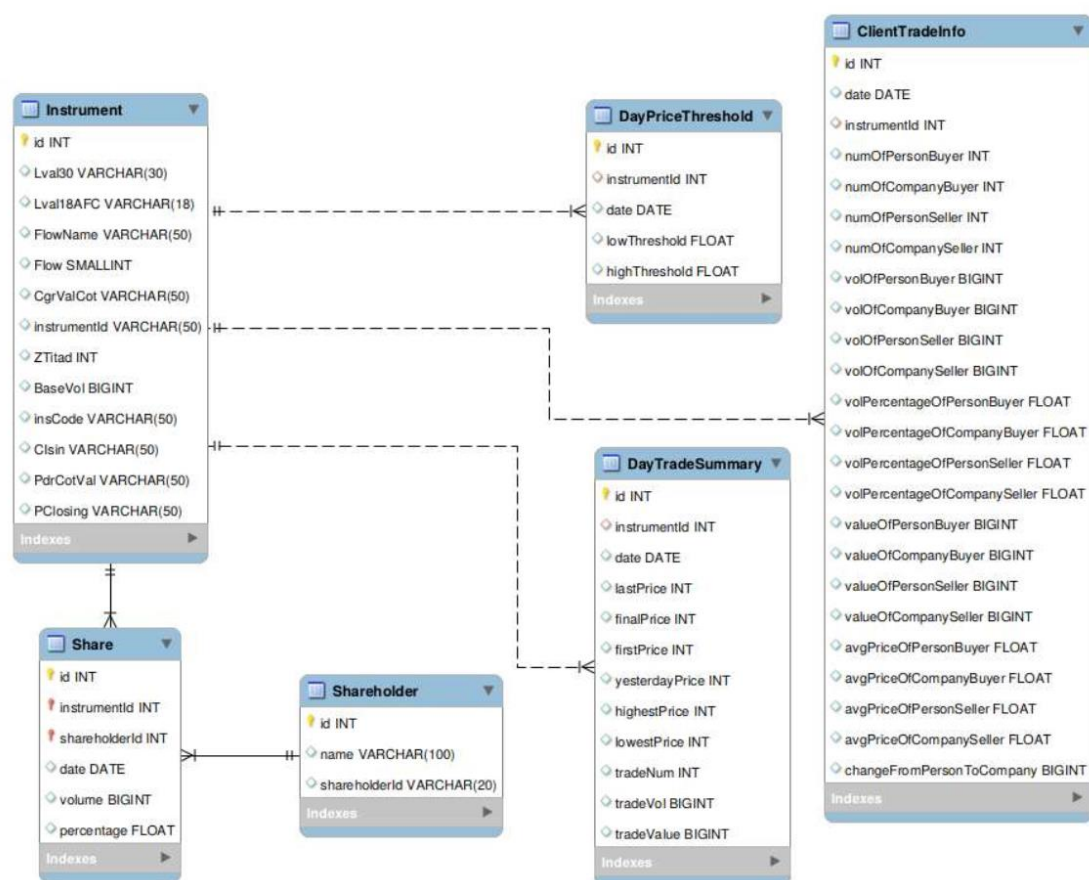 Instrument
id INT
Lval30 VARCHAR(30)
Lval18AFC VARCHAR(18)
FlowName VARCHAR(50)
Flow SMALLINT
CgrValCot VARCHAR(50)
instrumentId VARCHAR(50)
ZTitad INT
BaseVol BIGINT
insCode VARCHAR(50)
CIsin VARCHAR(50)
PdrCotVal VARCHAR(50)
PClosing VARCHAR(50)
Indexes
Share
id INT
instrumentId INT
shareholderId INT
date DATE
volume BIGINT
percentage FLOAT
Indexes
Shareholder
id INT
name VARCHAR(100)
shareholderId VARCHAR(20)
Indexes
DayPriceThreshold
id INT
instrumentId INT
date DATE
lowThreshold FLOAT
highThreshold FLOAT
Indexes
DayTradeSummary
id INT
instrumentId INT
date DATE
lastPrice INT
finalPrice INT
firstPrice INT
yesterdayPrice INT
highestPrice INT
lowestPrice INT
tradeNum INT
tradeVol BIGINT
tradeValue BIGINT
Indexes
ClientTradeInfo
id INT
date DATE
instrumentId INT
numOfPersonBuyer INT
numOfCompanyBuyer INT
numOfPersonSeller INT
numOfCompanySeller INT
volOfPersonBuyer BIGINT
volOfCompanyBuyer BIGINT
volOfPersonSeller BIGINT
volOfCompanySeller BIGINT
volPercentageOfPersonBuyer FLOAT
volPercentageOfCompanyBuyer FLOAT
volPercentageOfPersonSeller FLOAT
volPercentageOfCompanySeller FLOAT
valueOfPersonBuyer BIGINT
valueOfCompanyBuyer BIGINT
valueOfPersonSeller BIGINT
valueOfCompanySeller BIGINT
avgPriceOfPersonBuyer FLOAT
avgPriceOfCompanyBuyer FLOAT
avgPriceOfPersonSeller FLOAT
avgPriceOfCompanySeller FLOAT
changeFromPersonToCompany BIGINT
Indexes